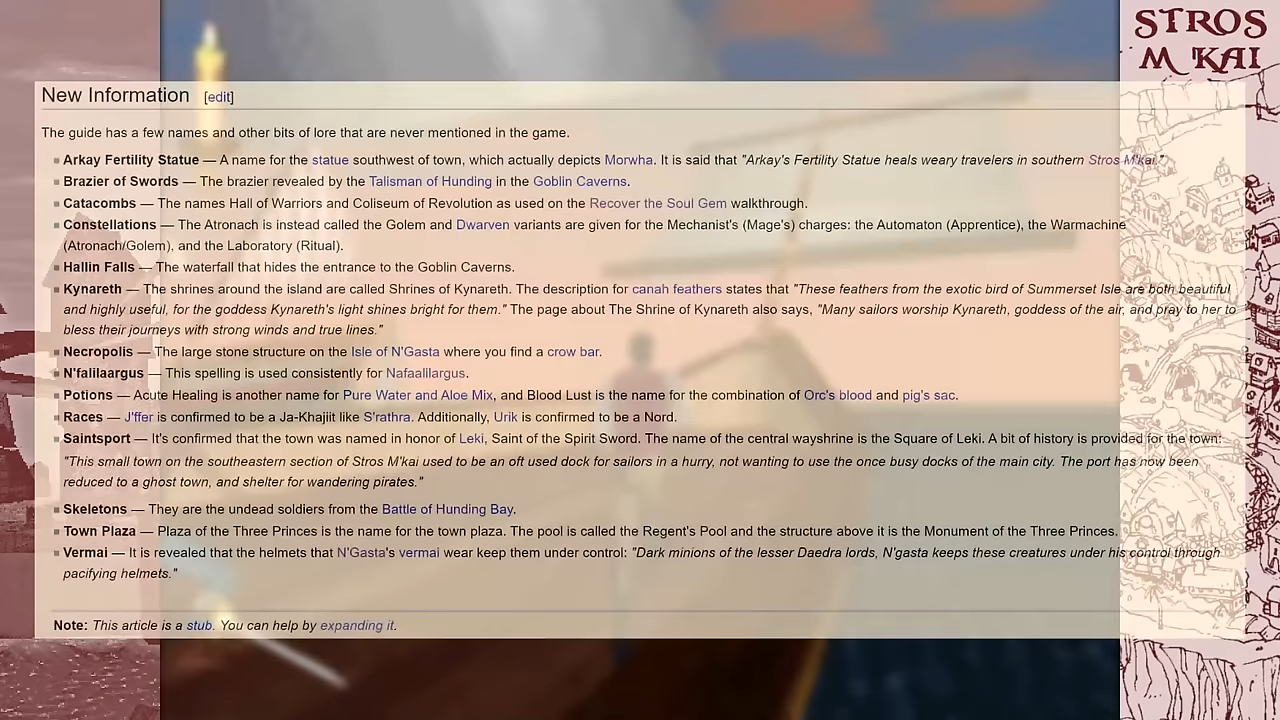 STROS
M'KAI
New Information [edit]
The guide has a few names and other bits of lore that are never mentioned in the game.
Arkay Fertility Statue — A name for the statue southwest of town, which actually depicts Morwha. It is said that "Arkay's Fertility Statue heals weary travelers in southern Stros M'kai."
Brazier of Swords — The brazier revealed by the Talisman of Hunding in the Goblin Caverns.
Catacombs — The names Hall of Warriors and Coliseum of Revolution as used on the Recover the Soul Gem walkthrough.
Constellations — The Atronach is instead called the Golem and Dwarven variants are given for the Mechanist's (Mage's) charges: the Automaton (Apprentice), the Warmachine
(Atronach/Golem), and the Laboratory (Ritual).
Hallin Falls — The waterfall that hides the entrance to the Goblin Caverns.
Kynareth — The shrines around the island are called Shrines of Kynareth. The description for canah feathers states that "These feathers from the exotic bird of Summerset Isle are both beautiful
and highly useful, for the goddess Kynareth's light shines bright for them." The page about The Shrine of Kynareth also says, "Many sailors worship Kynareth, goddess of the air, and pray to her to
bless their journeys with strong winds and true lines."
Necropolis — The large stone structure on the Isle of N'Gasta where you find a crow bar.
N'falilaargus — This spelling is used consistently for Nafaalilargus.
Potions — Acute Healing is another name for Pure Water and Aloe Mix, and Blood Lust is the name for the combination of Orc's blood and pig's sac.
Races — J'ffer is confirmed to be a Ja-Khajiit like S'rathra. Additionally, Urik is confirmed to be a Nord.
Saintsport — It's confirmed that the town was named in honor of Leki, Saint of the Spirit Sword. The name of the central wayshrine is the Square of Leki. A bit of history is provided for the town:
"This small town on the southeastern section of Stros M'kai used to be an oft used dock for sailors in a hurry, not wanting to use the once busy docks of the main city. The port has now been
reduced to a ghost town, and shelter for wandering pirates."
Skeletons — They are the undead soldiers from the Battle of Hunding Bay.
Town Plaza — Plaza of the Three Princes is the name for the town plaza. The pool is called the Regent's Pool and the structure above it is the Monument of the Three Princes.
Vermai — It is revealed that the helmets that N'Gasta's vermai wear keep them under control: "Dark minions of the lesser Daedra lords, N'gasta keeps these creatures under his control through
pacifying helmets."
Note: This article is a stub. You can help by expanding it.